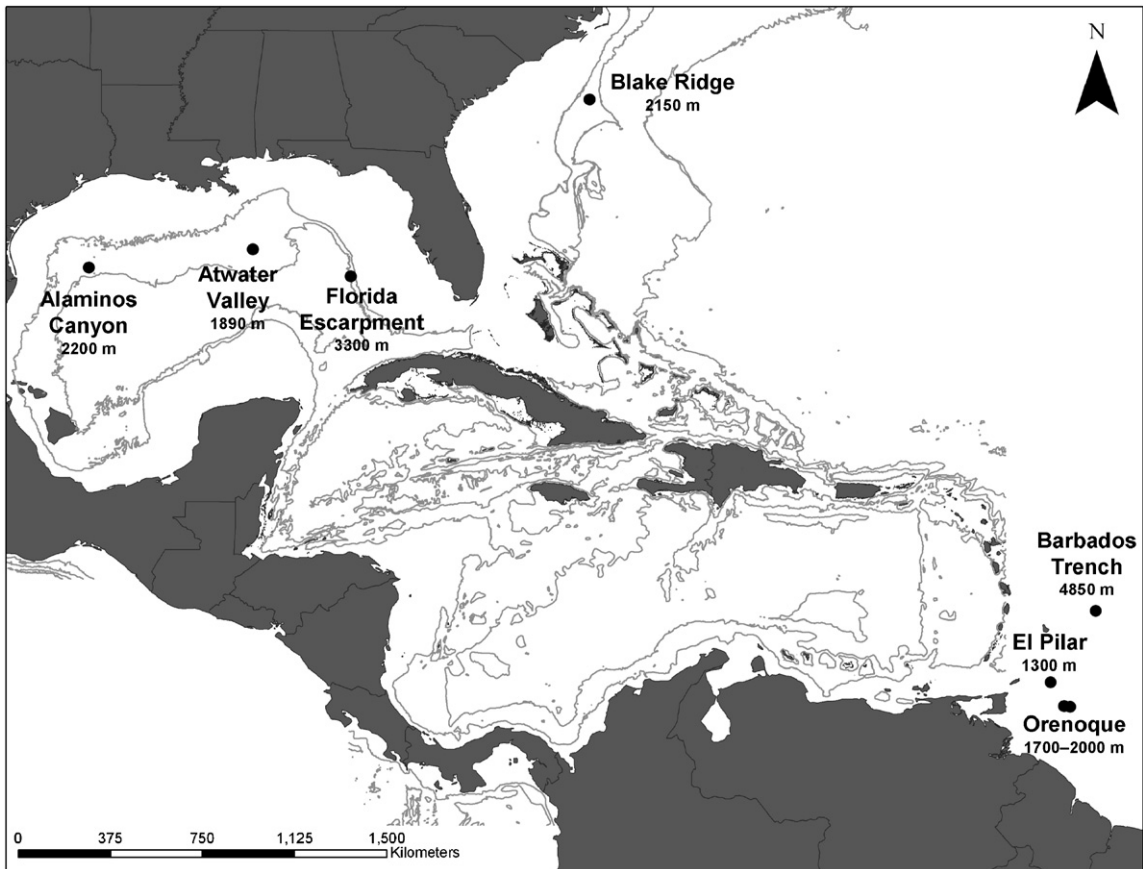 N
Blake Ridge
2150 m
Atwater
Valley
1890 m
Alaminos
Canyon
2200 m
Florida
Escarpment
3300 m
Barbados
Trench
4850 m
El Pilar
1300 m
Orenoque
1700–2000 m
0 375 750 1,125 1,500
Kilometers